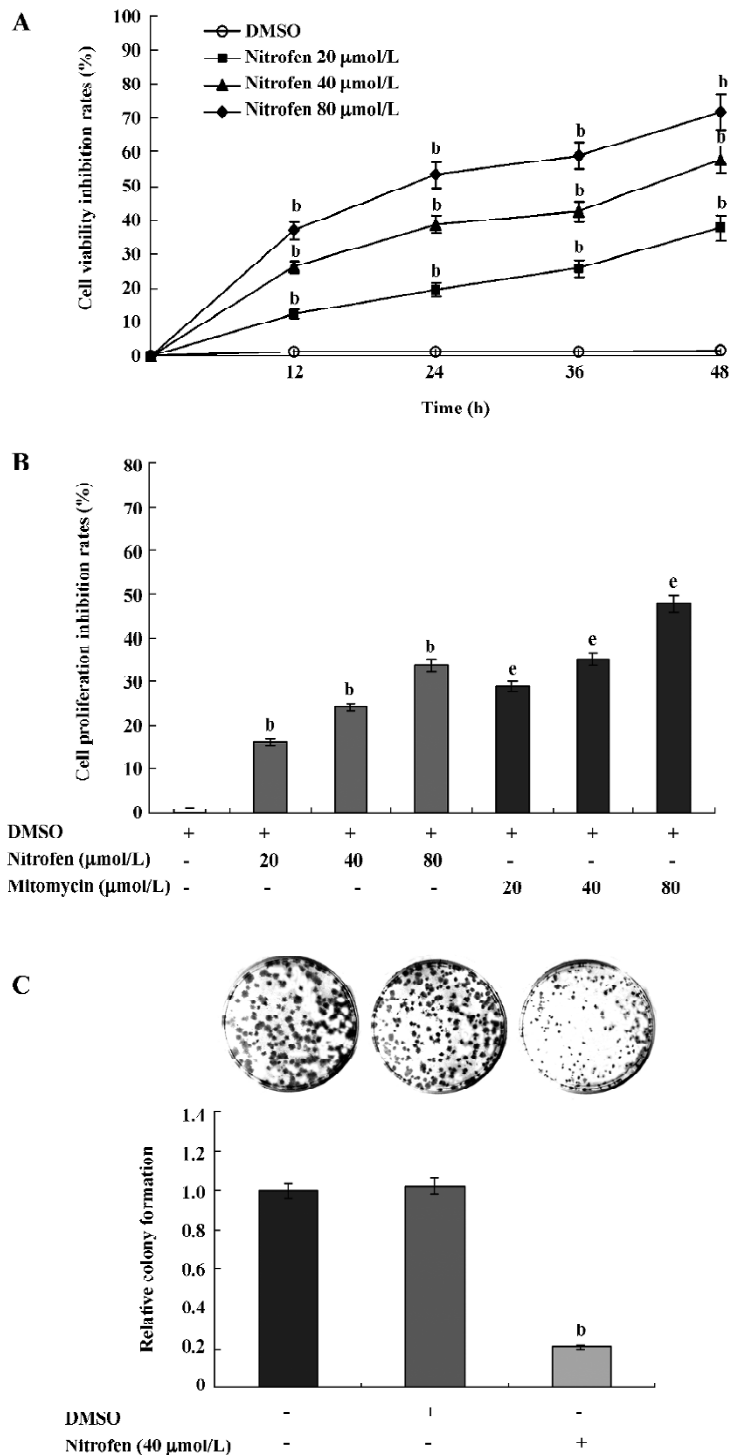 A
DMSO
Nitrofen 20 μmol/L
Nitrofen 40 μmol/L
Nitrofen 80 μmol/L
Cell viability inhibition rates (%)
100
90
80
70
60
50
40
30
20
10
0
b b b b
b b b b
b b b b
12 24 36 48
Time (h)
B
Cell proliferation inhibition rates (%)
80
70
60
50
40
30
20
10
0
b b b e e e
DMSO + + + + + + +
Nitrofen (μmol/L) - 20 40 80 - - -
Mitomycin (μmol/L) - - - - 20 40 80
C
Relative colony formation
1.4
1.2
1.0
0.8
0.6
0.4
0.2
0
b
DMSO - + -
Nitrofen (40 μmol/L) - - +